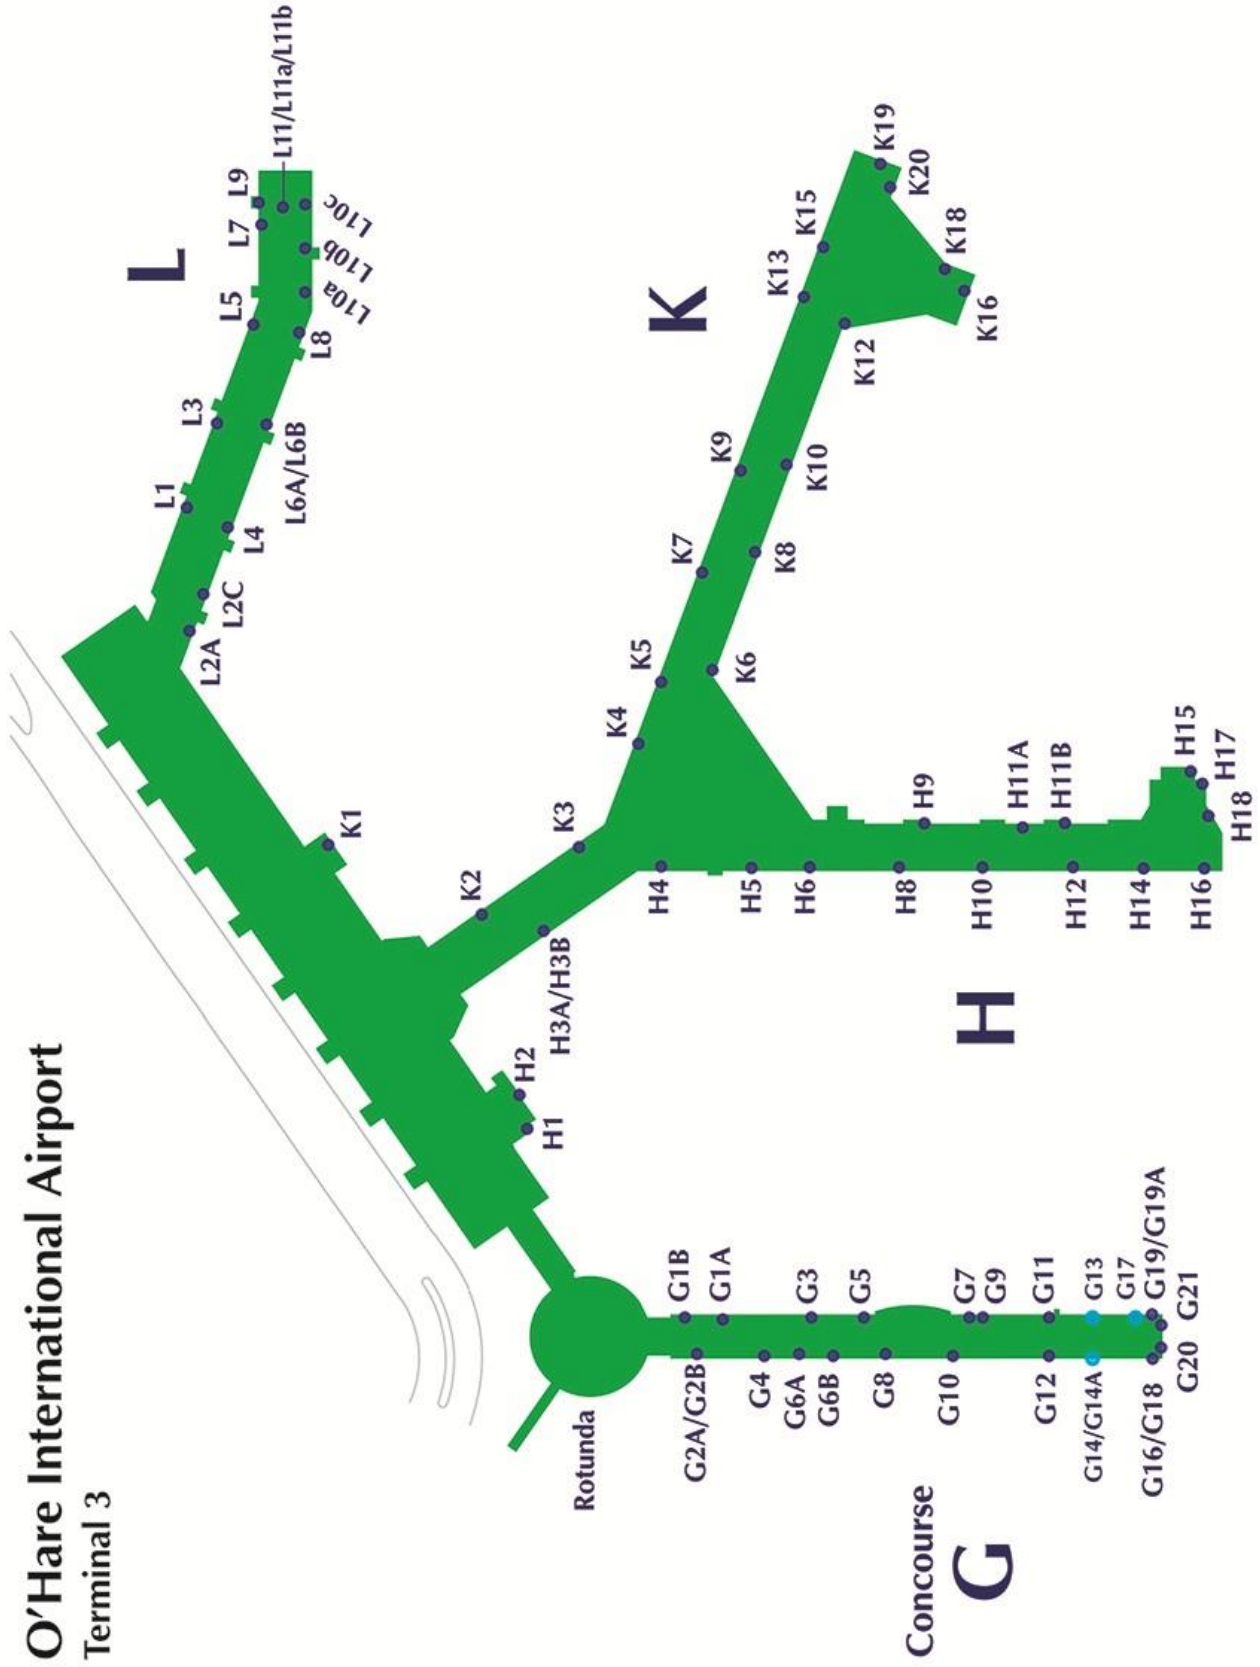 O'Hare International Airport
Terminal 3
L
L1
L3
L5
L7
L9
L11/L11a/L11b
L2A
L2C
L4
L6A/L6B
L8
L10a
L10b
L10c
K
K1
K2
K3
K4
K5
K7
K9
K13
K15
K19
K20
K18
K16
K12
K10
K8
K6
H
H1
H2
H3A/H3B
H4
H5
H6
H8
H10
H12
H14
H16
H9
H11A
H11B
H15
H17
H18
Rotunda
Concourse
G
G1B
G1A
G3
G5
G7
G9
G11
G13
G17
G19/G19A
G21
G2A/G2B
G4
G6A
G6B
G8
G10
G12
G14/G14A
G16/G18
G20